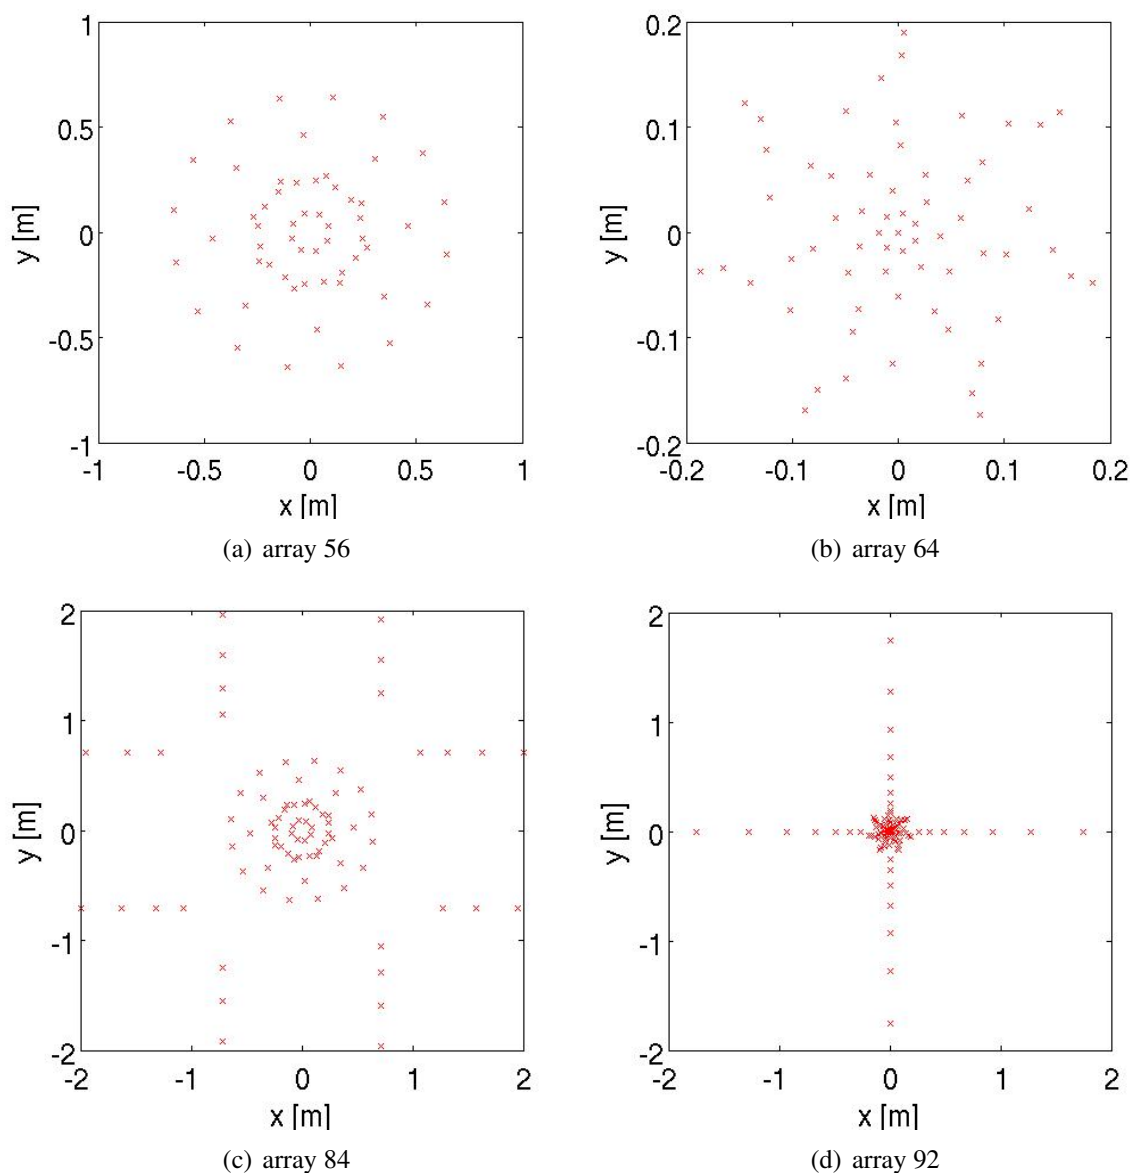 1
0.5
0
-0.5
-1
-1 -0.5 0 0.5 1
y [m]
x [m]
(a) array 56
0.2
0.1
0
-0.1
-0.2
-0.2 -0.1 0 0.1 0.2
y [m]
x [m]
(b) array 64
2
1
0
-1
-2
-2 -1 0 1 2
y [m]
x [m]
(c) array 84
2
1
0
-1
-2
-2 -1 0 1 2
y [m]
x [m]
(d) array 92